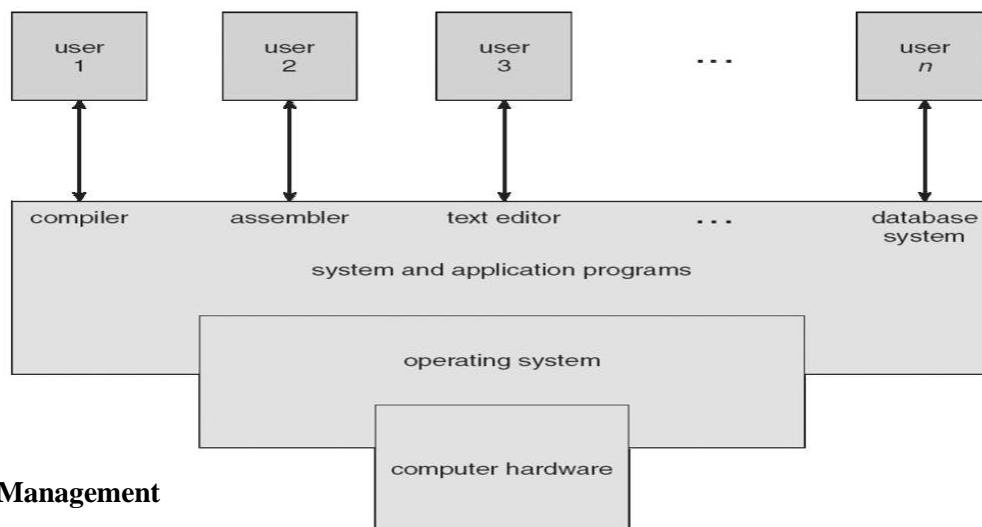 user
1
user
2
user
3
...
user
n
compiler
assembler
text editor
...
database
system
system and application programs
operating system
computer hardware
Management